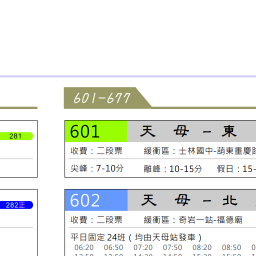 601-677
281
601 天 母 - 東
收費：二段票 緩衝區：士林國中-葫東重慶路
尖峰：7-10分 離峰：10-15分 假日：15-
282正
602 天 母 - 北
收費：二段票 緩衝區：奇岩一站-福德廟
平日固定24班（均由天母站發車）
06:20 06:50 07:20 07:50 08:20 08:50